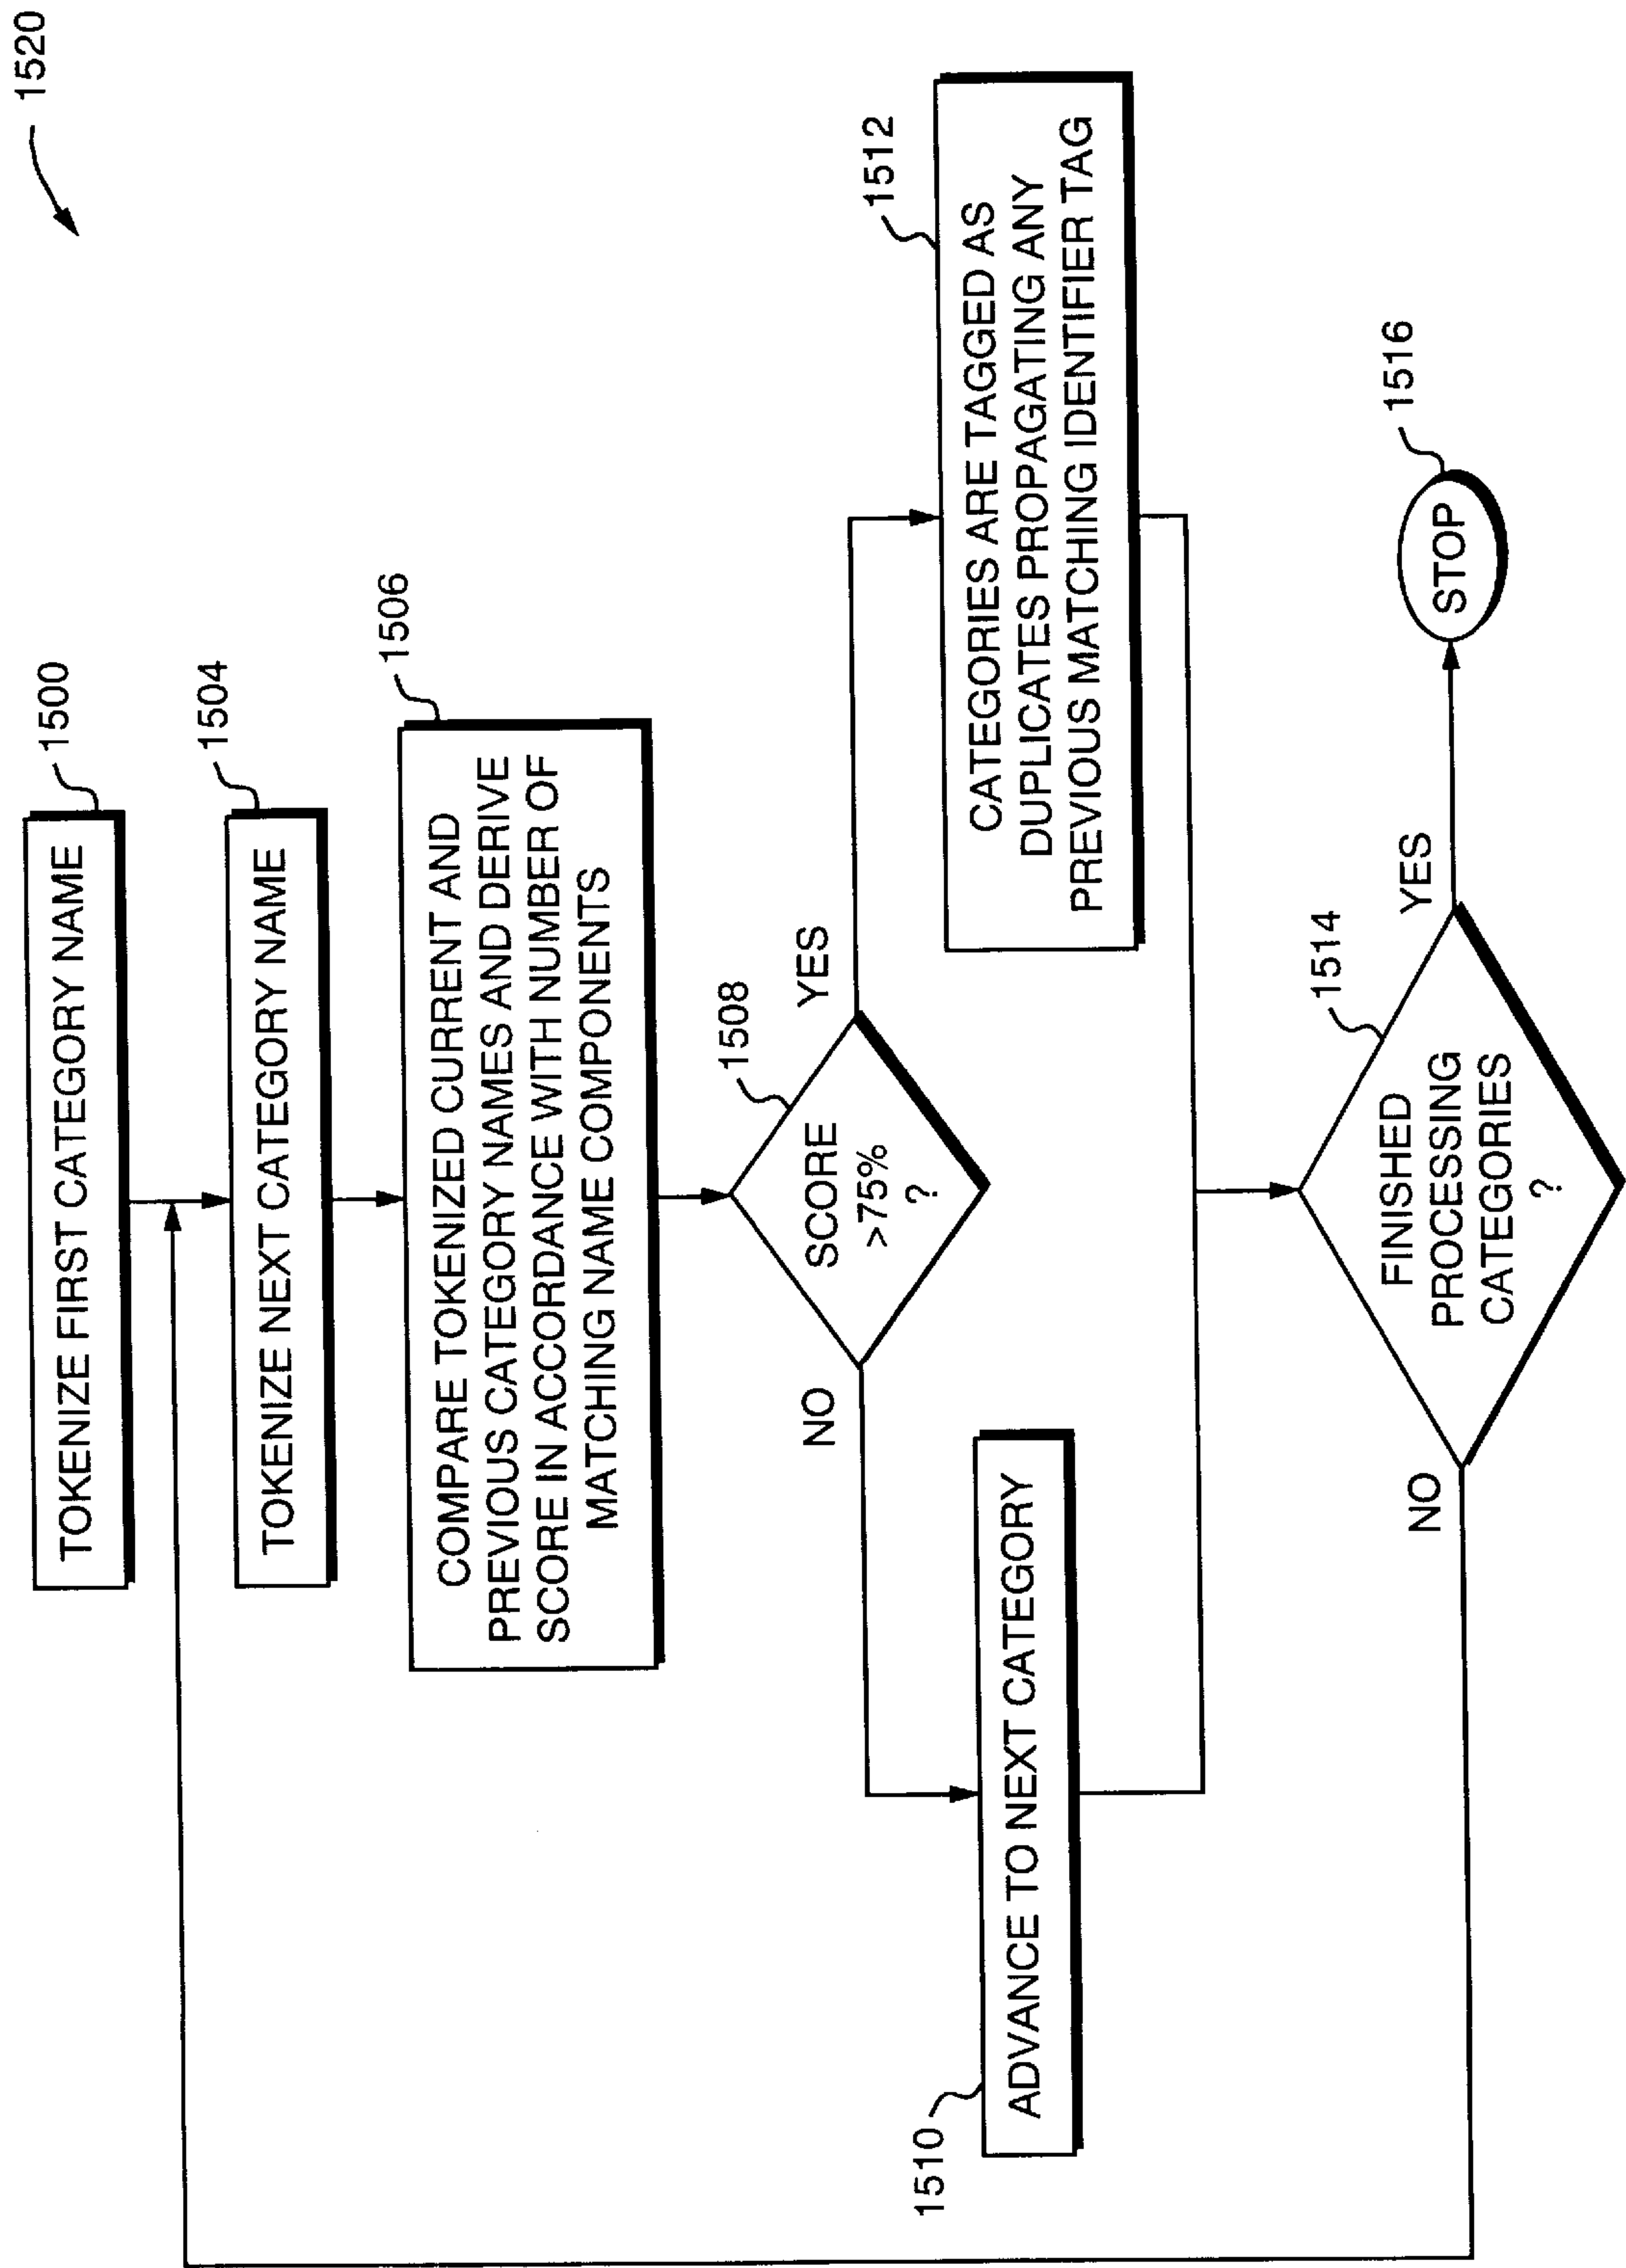 1520
1500
TOKENIZE FIRST CATEGORY NAME
1504
TOKENIZE NEXT CATEGORY NAME
1506
COMPARE TOKENIZED CURRENT AND
PREVIOUS CATEGORY NAMES AND DERIVE
SCORE IN ACCORDANCE WITH NUMBER OF
MATCHING NAME COMPONENTS
1508
SCORE
>75%
?
NO
YES
1510
ADVANCE TO NEXT CATEGORY
1512
CATEGORIES ARE TAGGED AS
DUPLICATES PROPAGATING ANY
PREVIOUS MATCHING IDENTIFIER TAG
1514
FINISHED
PROCESSING
CATEGORIES
?
NO
YES
1516
STOP